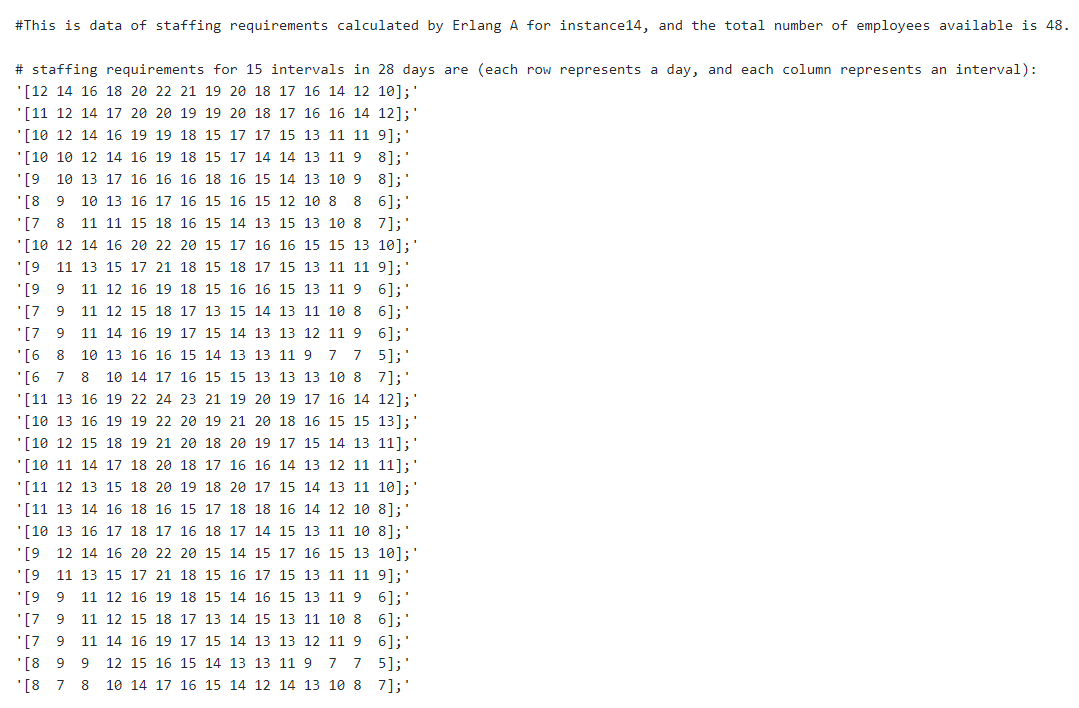 #This is data of staffing requirements calculated by Erlang A for instance14, and the total number of employees available is 48.
# staffing requirements for 15 intervals in 28 days are (each row represents a day, and each column represents an interval):
'[12 14 16 18 20 22 21 19 20 18 17 16 14 12 10];'
'[11 12 14 17 20 20 19 19 20 18 17 16 16 14 12];'
'[10 12 14 16 19 19 18 15 17 17 15 13 11 11 9];'
'[10 10 12 14 16 19 18 15 17 14 14 13 11 9  8];'
'[9  10 13 17 16 16 16 18 16 15 14 13 10 9  8];'
'[8  9  10 13 16 17 16 15 16 15 12 10 8  8  6];'
'[7  8  11 11 15 18 16 15 14 13 15 13 10 8  7];'
'[10 12 14 16 20 22 20 15 17 16 16 15 15 13 10];'
'[9  11 13 15 17 21 18 15 18 17 15 13 11 11 9];'
'[9  9  11 12 16 19 18 15 16 16 15 13 11 9  6];'
'[7  9  11 12 15 18 17 13 15 14 13 11 10 8  6];'
'[7  9  11 14 16 19 17 15 14 13 13 12 11 9  6];'
'[6  8  10 13 16 16 15 14 13 13 11 9  7  7  5];'
'[6  7  8  10 14 17 16 15 15 13 13 13 10 8  7];'
'[11 13 16 19 22 24 23 21 19 20 19 17 16 14 12];'
'[10 13 16 19 19 22 20 19 21 20 18 16 15 15 13];'
'[10 12 15 18 19 21 20 18 20 19 17 15 14 13 11];'
'[10 11 14 17 18 20 18 17 16 16 14 13 12 11 11];'
'[11 12 13 15 18 20 19 18 20 17 15 14 13 11 10];'
'[11 13 14 16 18 16 15 17 18 18 16 14 12 10 8];'
'[10 13 16 17 18 17 16 18 17 14 15 13 11 10 8];'
'[9  12 14 16 20 22 20 15 14 15 17 16 15 13 10];'
'[9  11 13 15 17 21 18 15 16 17 15 13 11 11 9];'
'[9  9  11 12 16 19 18 15 14 16 15 13 11 9  6];'
'[7  9  11 12 15 18 17 13 14 15 13 11 10 8  6];'
'[7  9  11 14 16 19 17 15 14 13 13 12 11 9  6];'
'[8  9  9  12 15 16 15 14 13 13 11 9  7  7  5];'
'[8  7  8  10 14 17 16 15 14 12 14 13 10 8  7];'